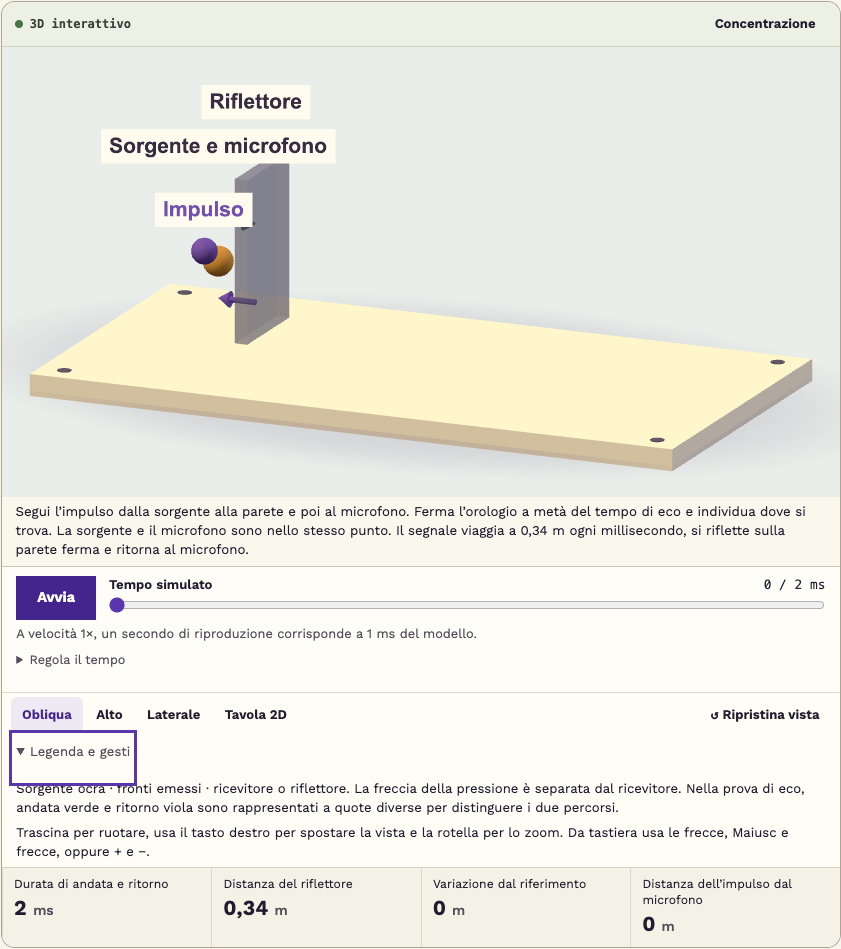 3D interattivo
Concentrazione
Riflettore
Sorgente e microfono
Impulso
Segui l’impulso dalla sorgente alla parete e poi al microfono. Ferma l’orologio a metà del tempo di eco e individua dove si
trova. La sorgente e il microfono sono nello stesso punto. Il segnale viaggia a 0,34 m ogni millisecondo, si riflette sulla
parete ferma e ritorna al microfono.
Avvia
Tempo simulato
0 / 2 ms
A velocità 1×, un secondo di riproduzione corrisponde a 1 ms del modello.
▶ Regola il tempo
Obliqua
Alto
Laterale
Tavola 2D
↺ Ripristina vista
▼ Legenda e gesti
Sorgente ocra · fronti emessi · ricevitore o riflettore. La freccia della pressione è separata dal ricevitore. Nella prova di eco,
andata verde e ritorno viola sono rappresentati a quote diverse per distinguere i due percorsi.
Trascina per ruotare, usa il tasto destro per spostare la vista e la rotella per lo zoom. Da tastiera usa le frecce, Maiusc e
frecce, oppure + e −.
Durata di andata e ritorno
2 ms
Distanza del riflettore
0,34 m
Variazione dal riferimento
0 m
Distanza dell’impulso dal
microfono
0 m